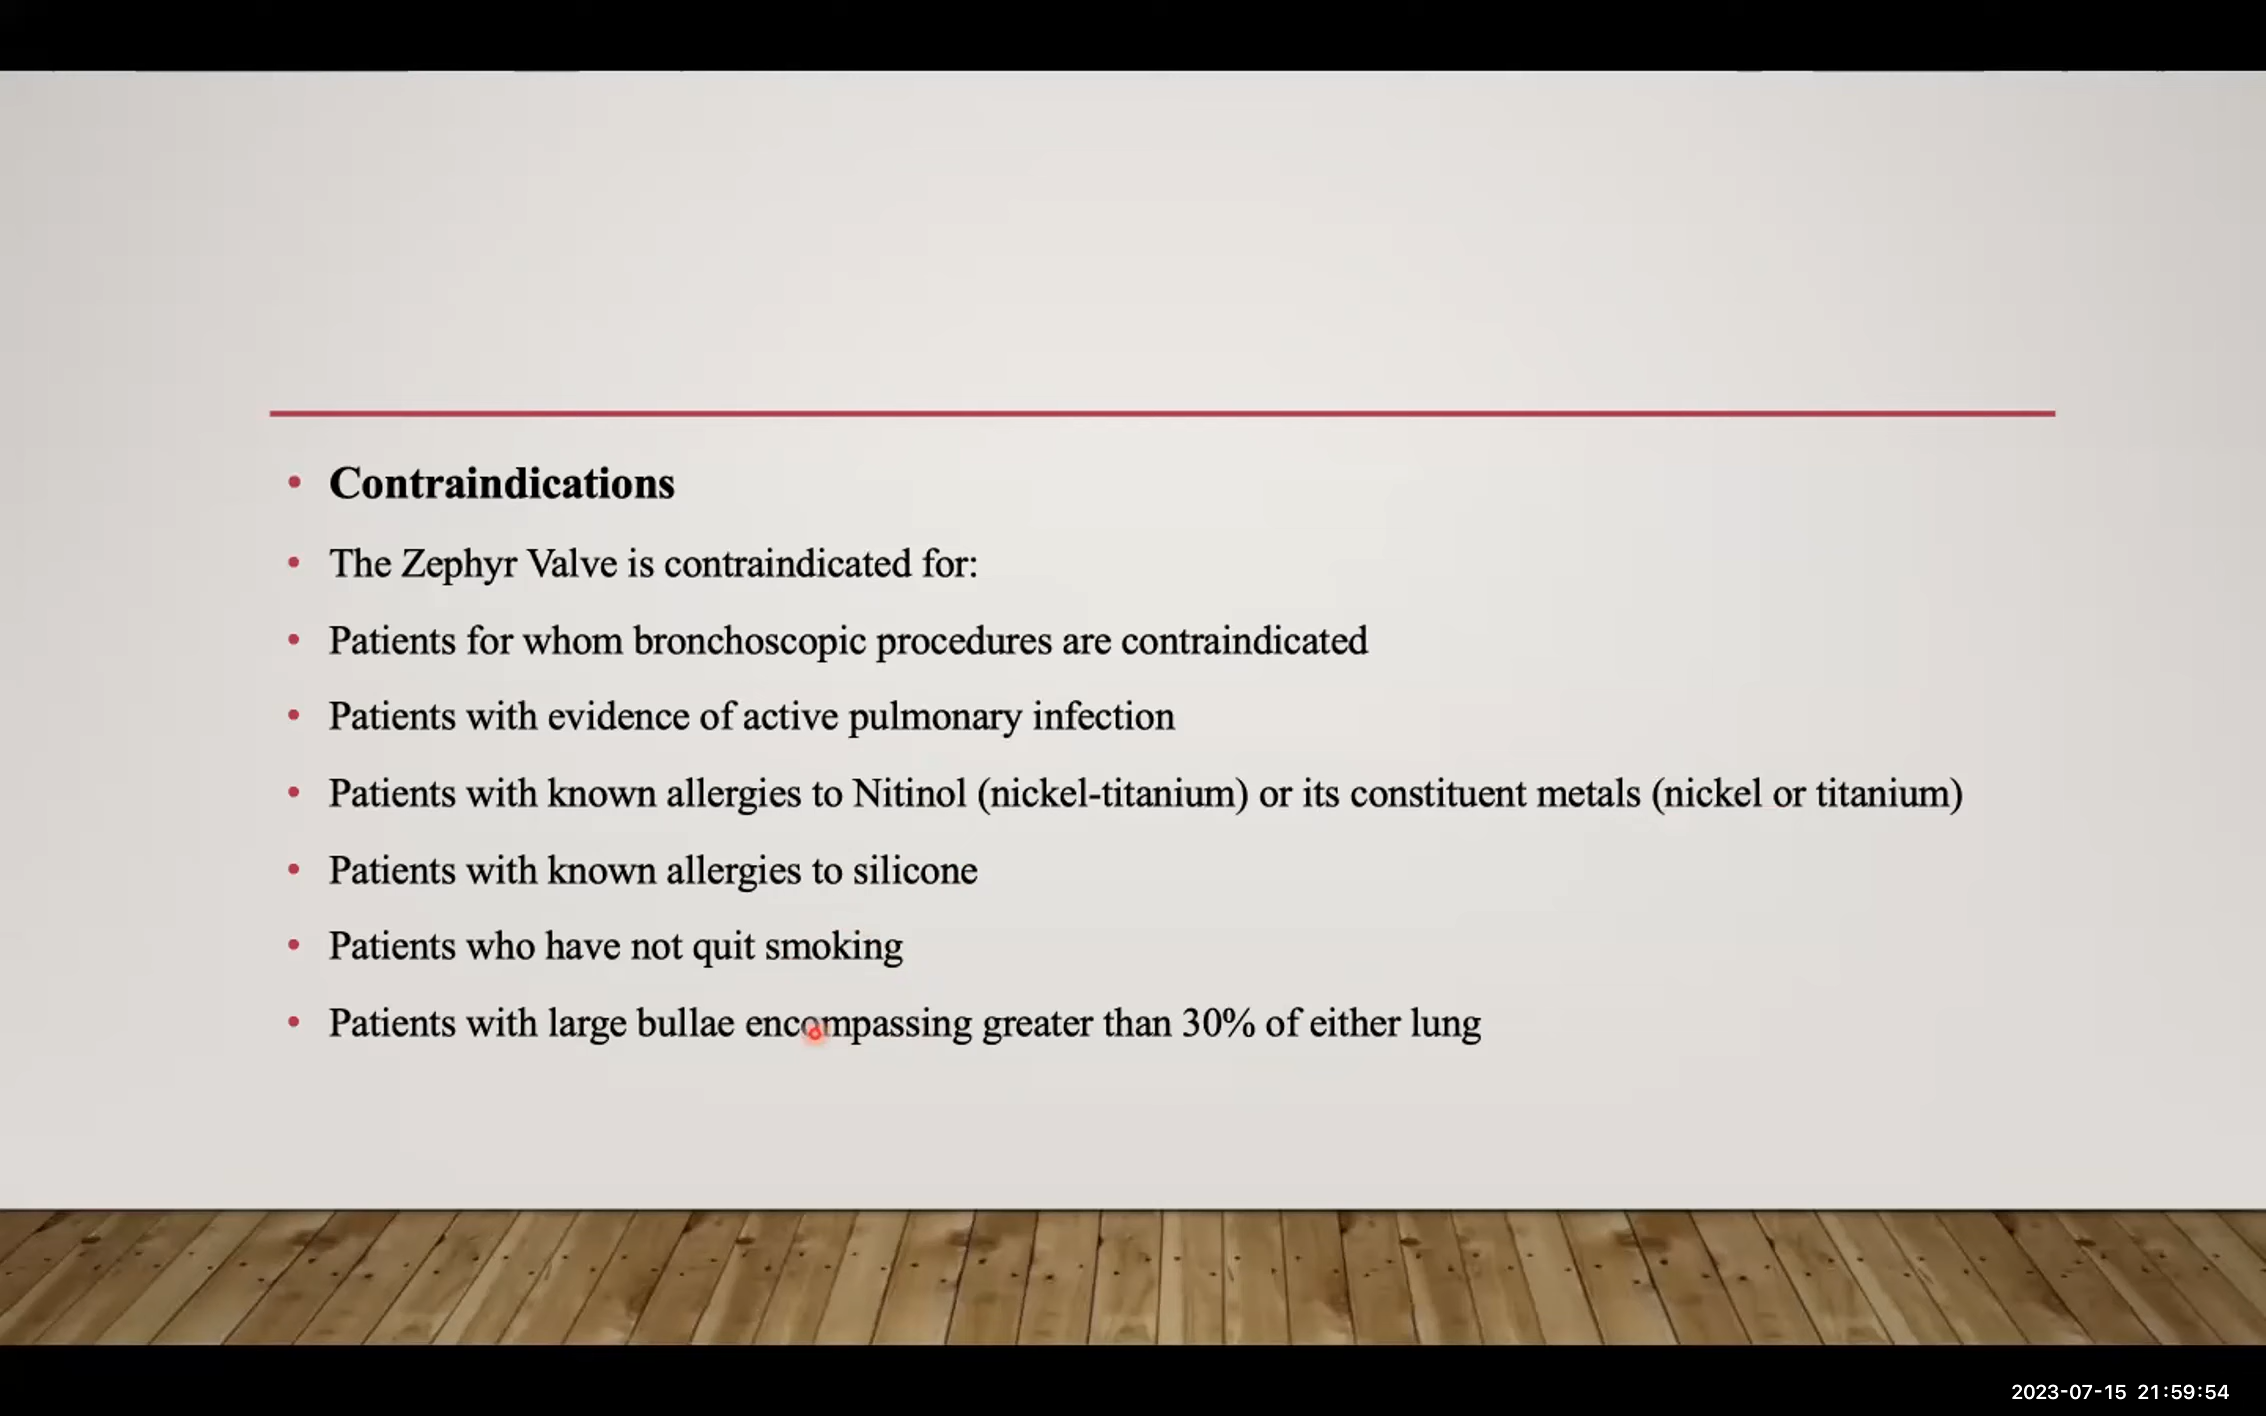 • Contraindications
• The Zephyr Valve is contraindicated for:
• Patients for whom bronchoscopic procedures are contraindicated
• Patients with evidence of active pulmonary infection
• Patients with known allergies to Nitinol (nickel-titanium) or its constituent metals (nickel or titanium)
• Patients with known allergies to silicone
• Patients who have not quit smoking
• Patients with large bullae encompassing greater than 30% of either lung
2023-07-15 21:59:54